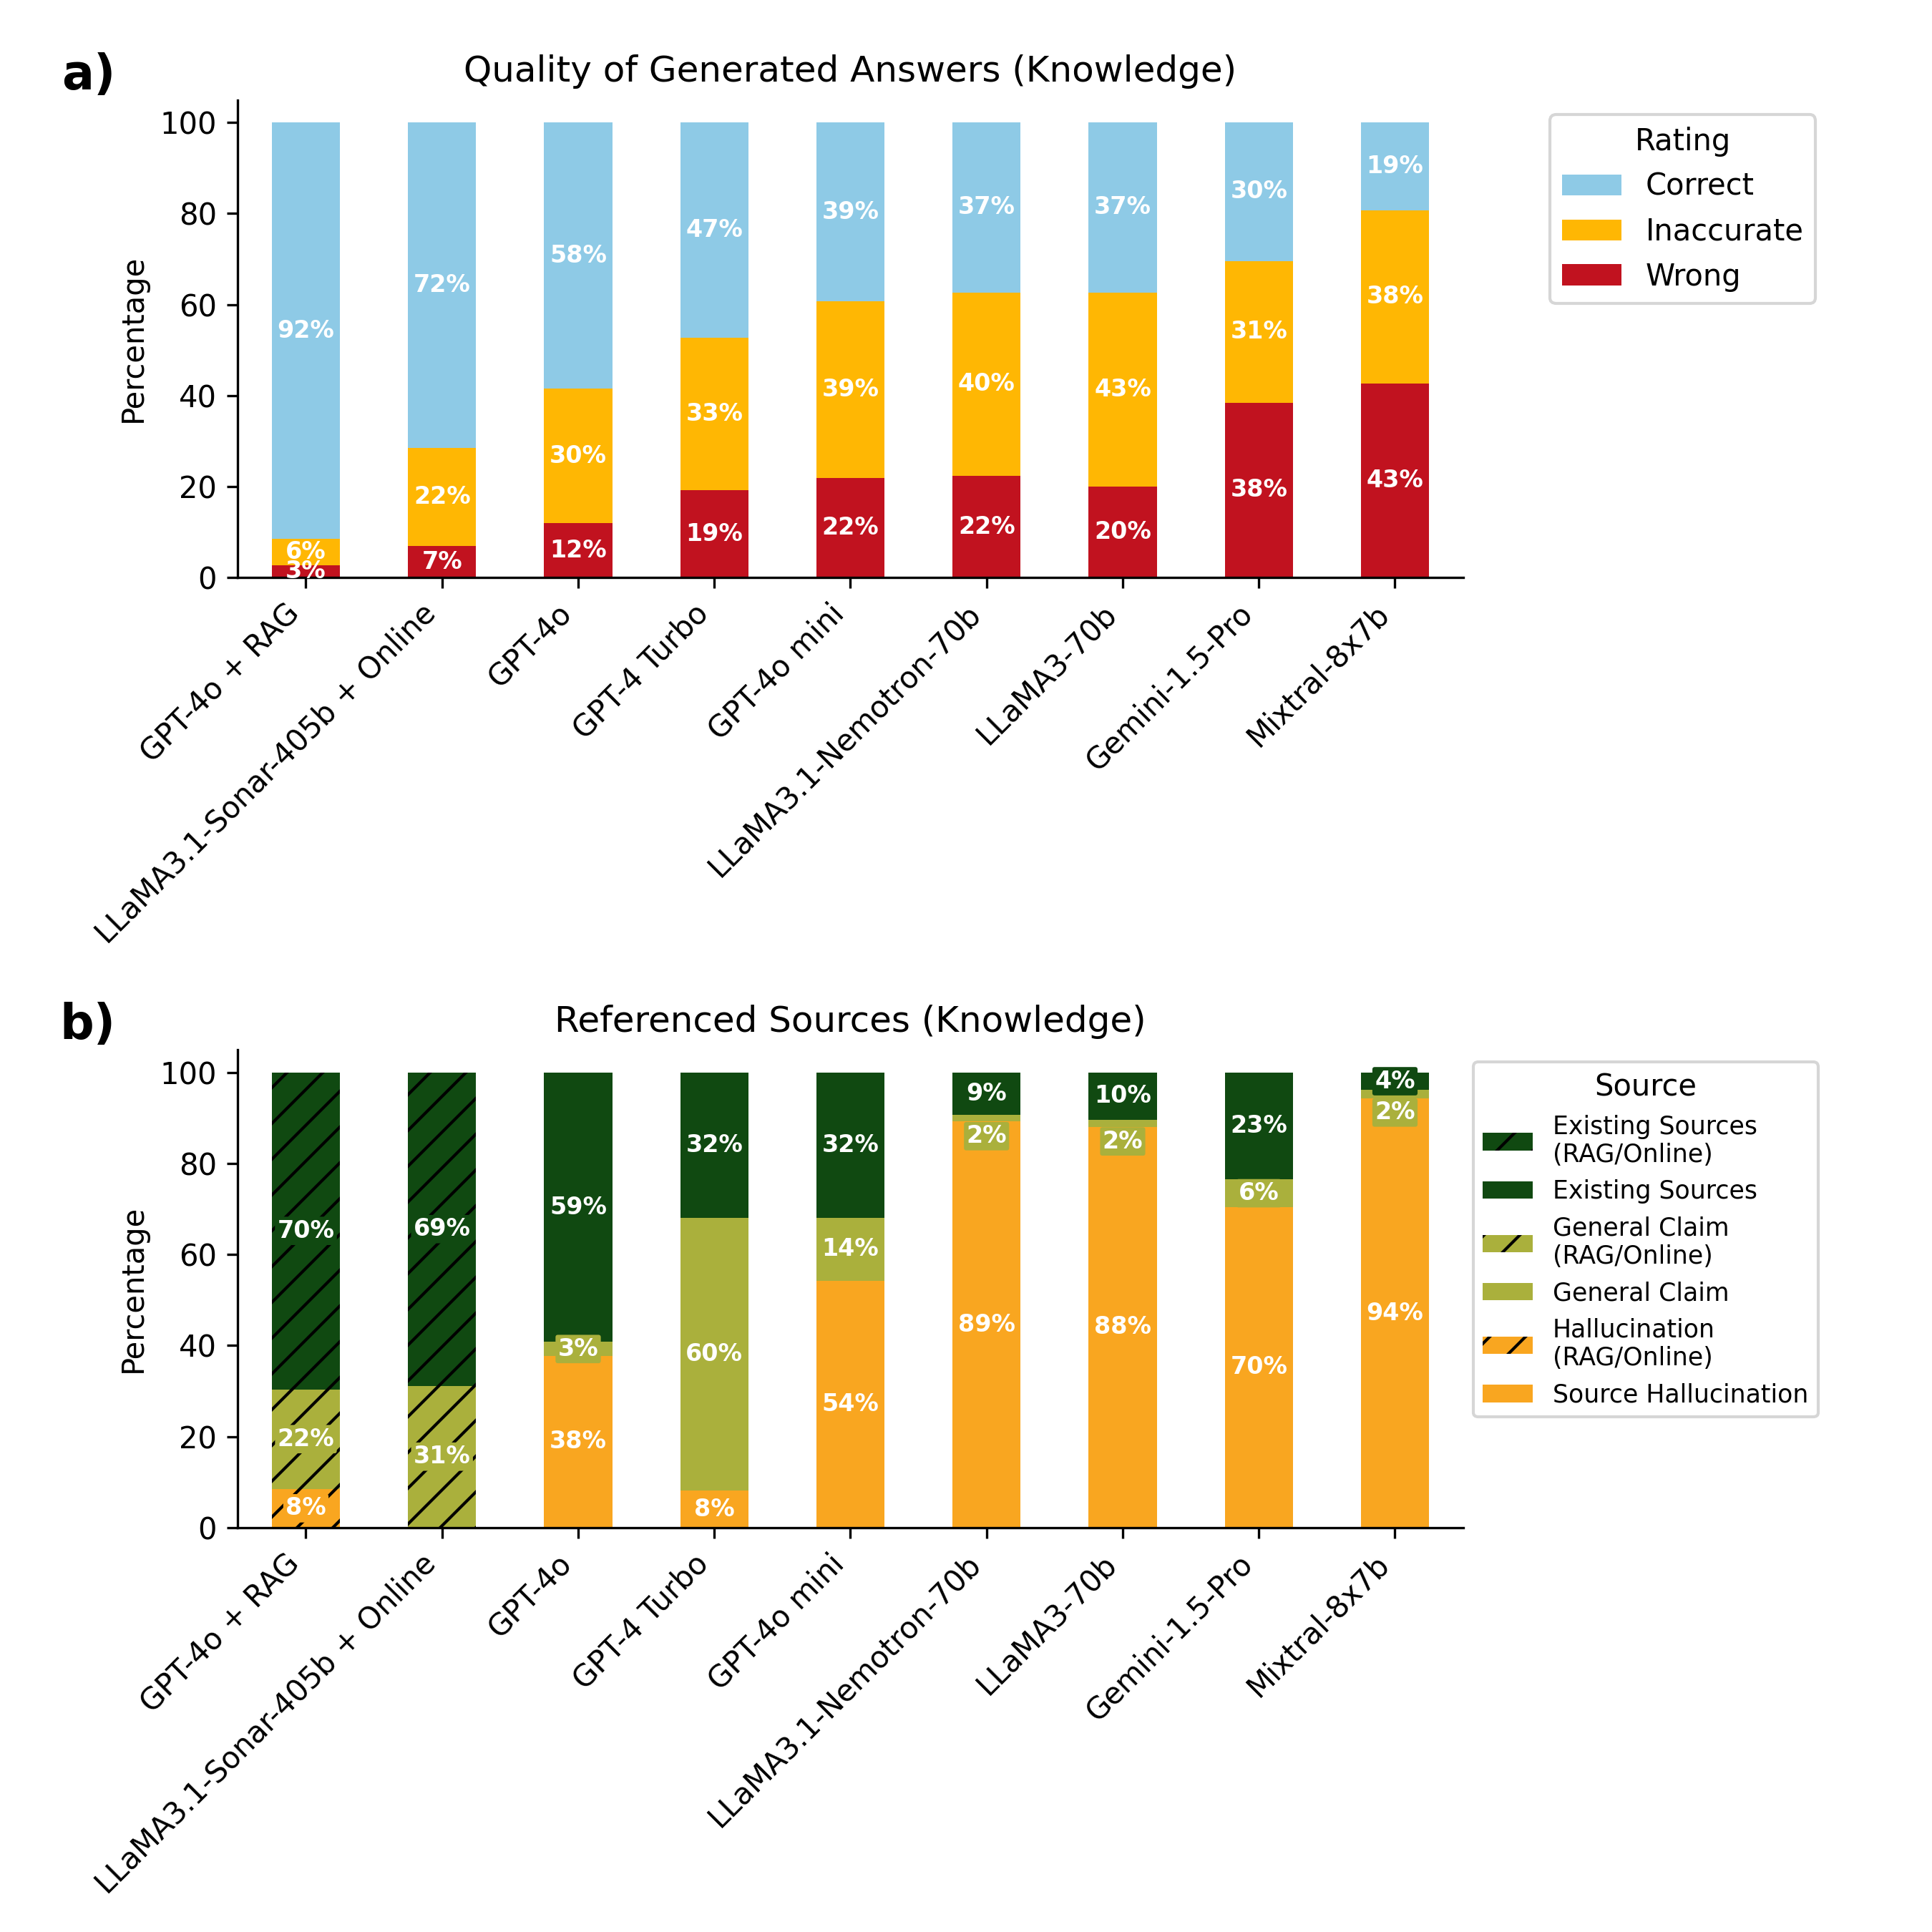 a)
Quality of Generated Answers (Knowledge)
Percentage
100
80
60
40
20
0
92%
6%
3%
72%
22%
7%
58%
30%
12%
47%
33%
19%
39%
39%
22%
37%
40%
22%
37%
43%
20%
30%
31%
38%
19%
38%
43%
Rating
Correct
Inaccurate
Wrong
GPT-4o + RAG
LLaMA3.1-Sonar-405b + Online
GPT-4o
GPT-4 Turbo
GPT-4o mini
LLaMA3.1-Nemotron-70b
LLaMA3-70b
Gemini-1.5-Pro
Mixtral-8x7b
b)
Referenced Sources (Knowledge)
Percentage
100
80
60
40
20
0
70%
22%
8%
69%
31%
59%
3%
38%
32%
60%
8%
32%
14%
54%
9%
2%
89%
10%
2%
88%
23%
6%
70%
4%
2%
94%
Source
Existing Sources
(RAG/Online)
Existing Sources
General Claim
(RAG/Online)
General Claim
Hallucination
(RAG/Online)
Source Hallucination
GPT-4o + RAG
LLaMA3.1-Sonar-405b + Online
GPT-4o
GPT-4 Turbo
GPT-4o mini
LLaMA3.1-Nemotron-70b
LLaMA3-70b
Gemini-1.5-Pro
Mixtral-8x7b